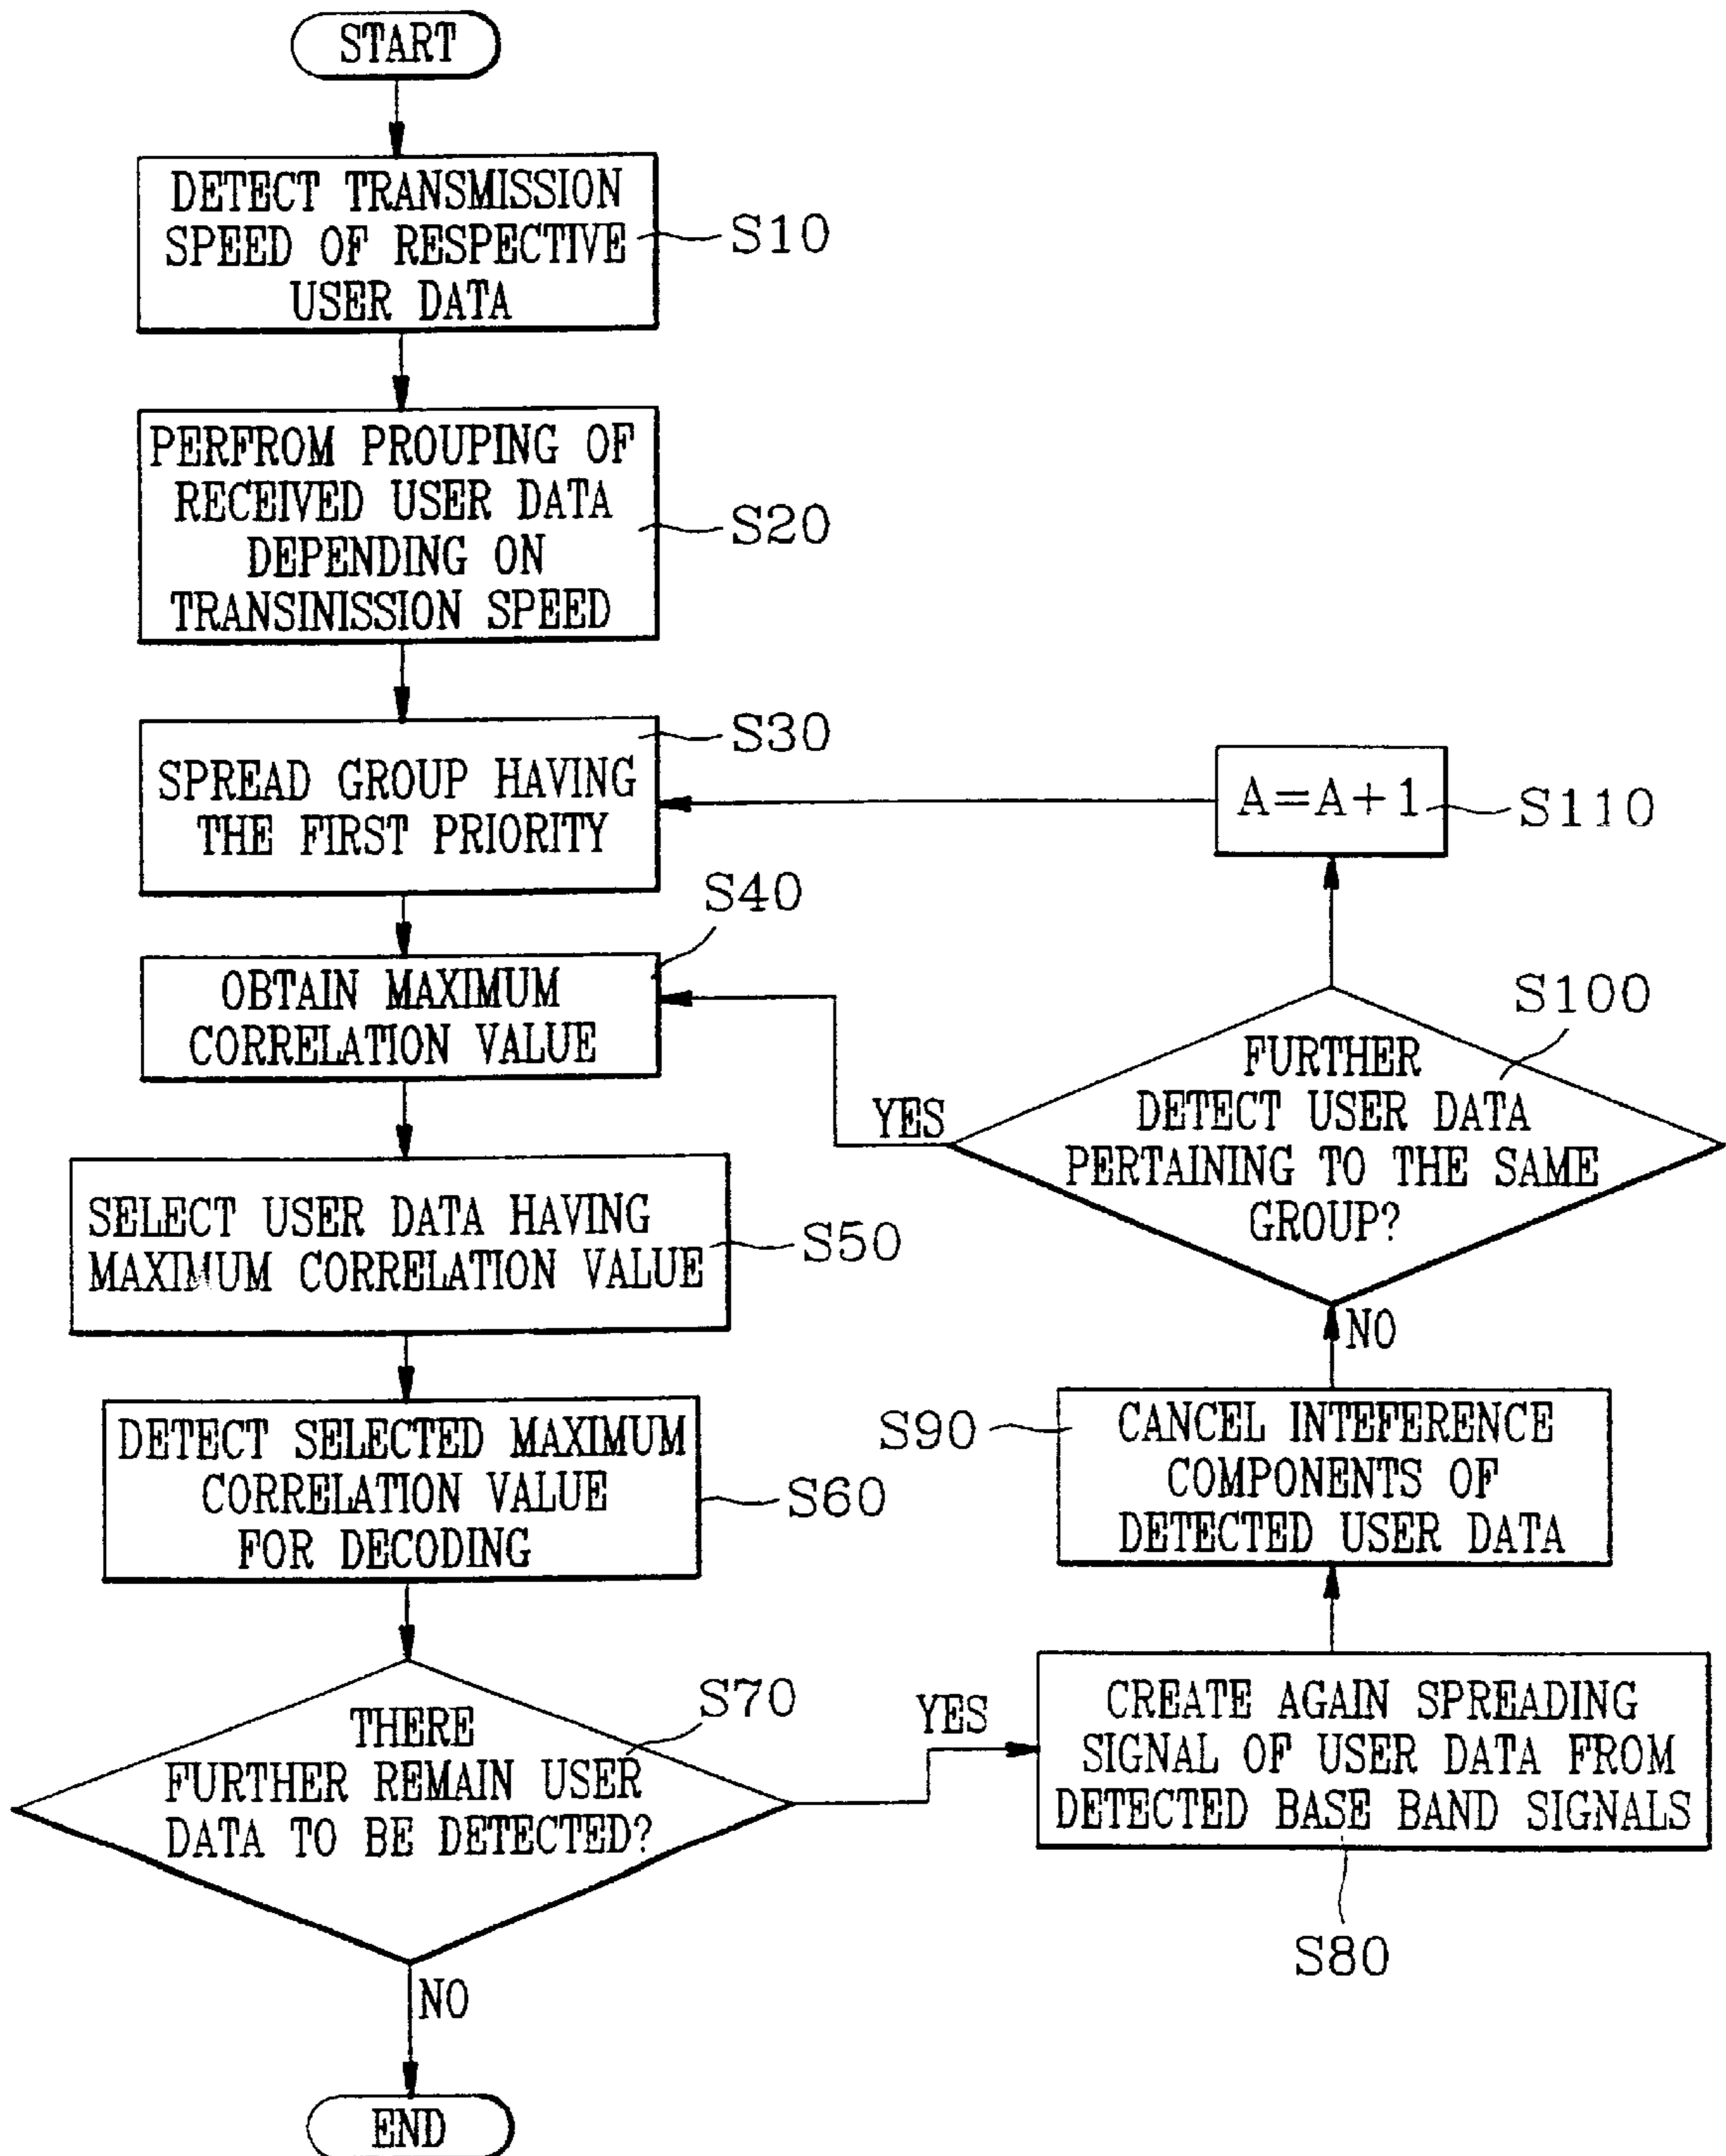 START
DETECT TRANSMISSION
SPEED OF RESPECTIVE
USER DATA
S10
PERFROM PROUPING OF
RECEIVED USER DATA
DEPENDING ON
TRANSINISSION SPEED
S20
S30
SPREAD GROUP HAVING
THE FIRST PRIORITY
S40
OBTAIN MAXIMUM
CORRELATION VALUE
SELECT USER DATA HAVING
MAXIMUM CORRELATION VALUE
S50
DETECT SELECTED MAXIMUM
CORRELATION VALUE
FOR DECODING
S60
S70
THERE
FURTHER REMAIN USER
DATA TO BE DETECTED?
NO
END
YES
CREATE AGAIN SPREADING
SIGNAL OF USER DATA FROM
DETECTED BASE BAND SIGNALS
S80
S90
CANCEL INTEFERENCE
COMPONENTS OF
DETECTED USER DATA
NO
S100
FURTHER
DETECT USER DATA
PERTAINING TO THE SAME
GROUP?
YES
A=A+1
S110